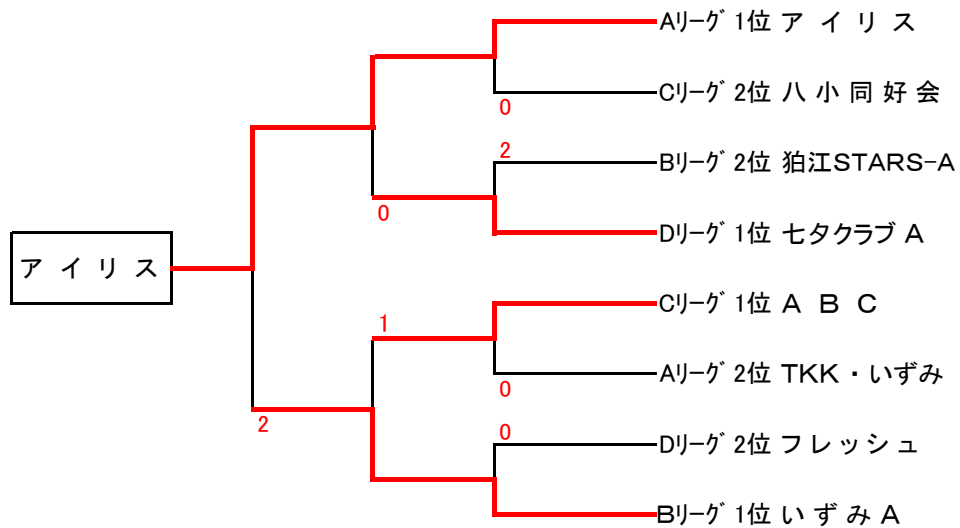 Aリーグ 1位 ア イ リ ス
Cリーグ 2位 八 小 同 好 会
0
2
Bリーグ 2位 狛江STARS-A
0
Dリーグ 1位 七夕クラブ A
ア イ リ ス
Cリーグ 1位 A B C
1
Aリーグ 2位 TKK・いずみ
0
2
0
Dリーグ 2位 フ レ ッ シ ュ
Bリーグ 1位 い ず み A